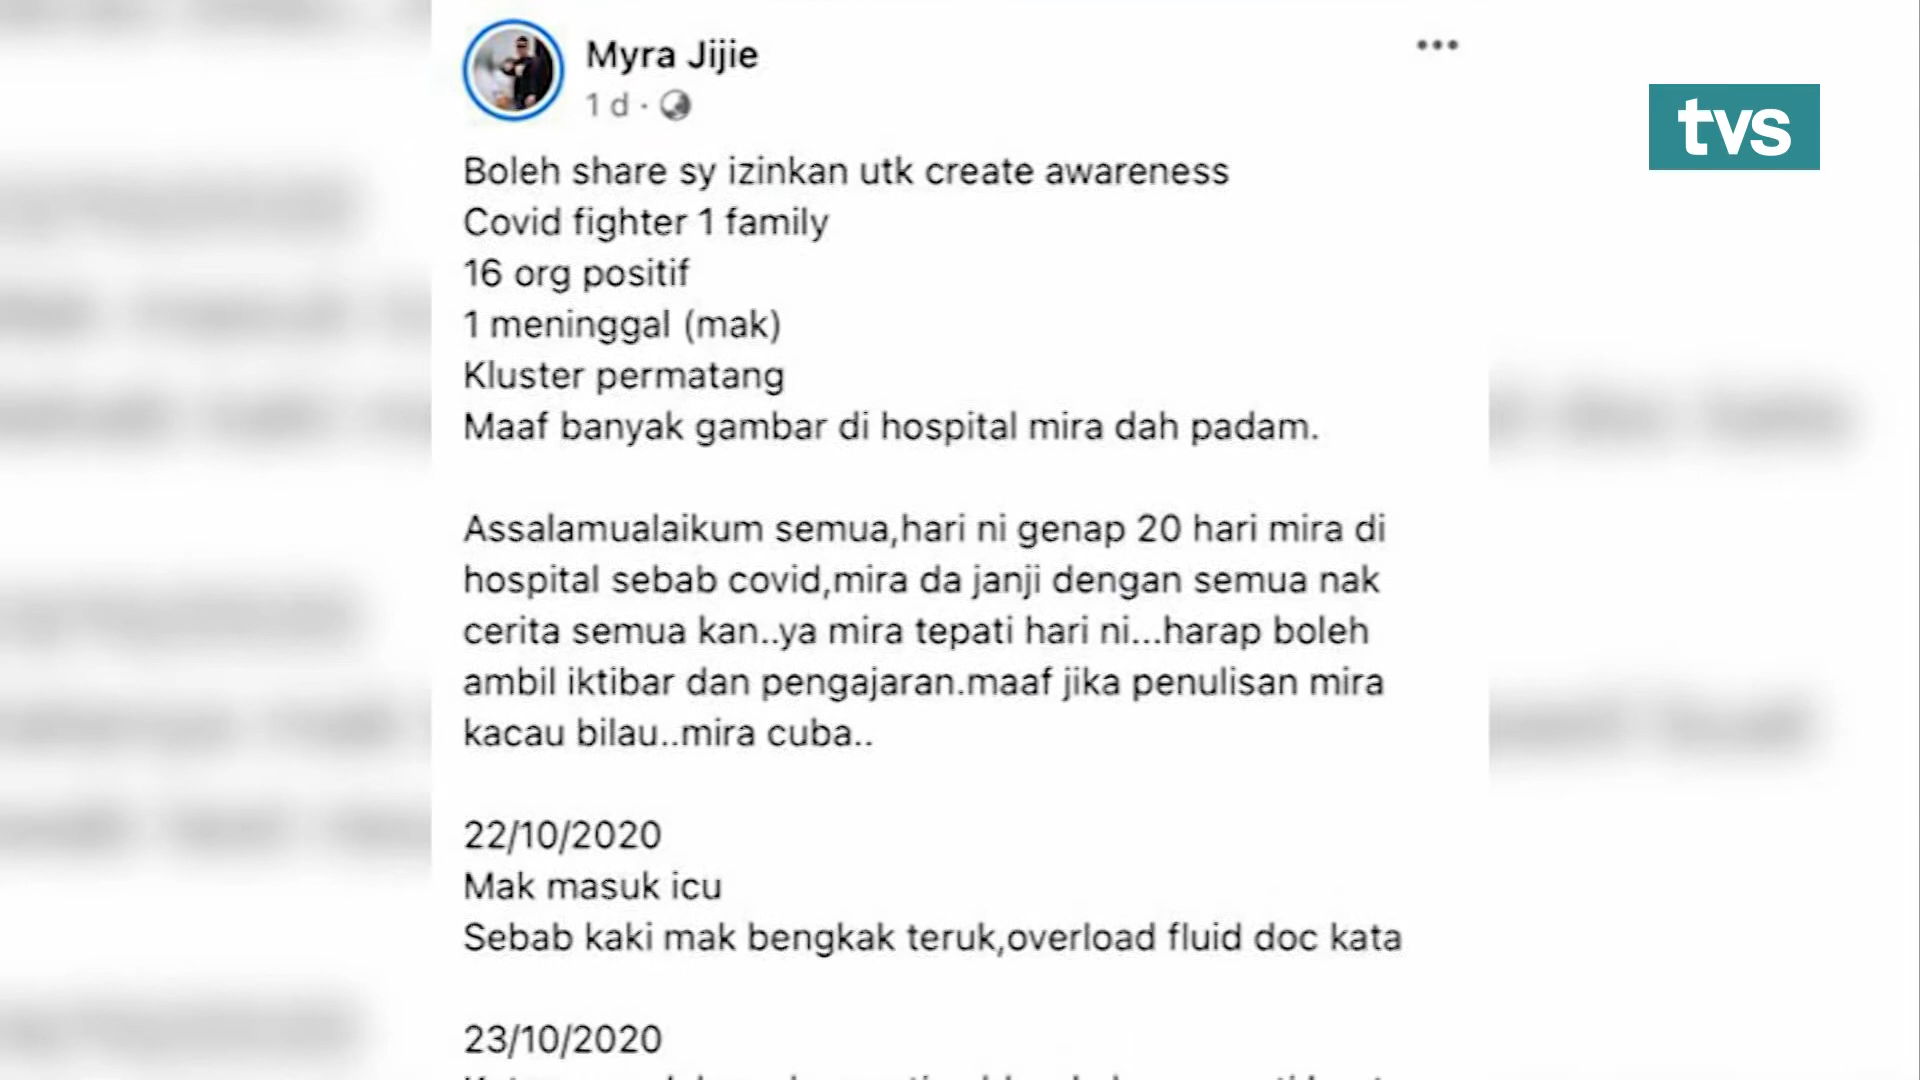 Myra Jijie
1 d ·
tvs
Boleh share sy izinkan utk create awareness
Covid fighter 1 family
16 org positif
1 meninggal (mak)
Kluster permatang
Maaf banyak gambar di hospital mira dah padam.
Assalamualaikum semua,hari ni genap 20 hari mira di
hospital sebab covid,mira da janji dengan semua nak
cerita semua kan..ya mira tepati hari ni...harap boleh
ambil iktibar dan pengajaran.maaf jika penulisan mira
kacau bilau..mira cuba..
22/10/2020
Mak masuk icu
Sebab kaki mak bengkak teruk,overload fluid doc kata
23/10/2020